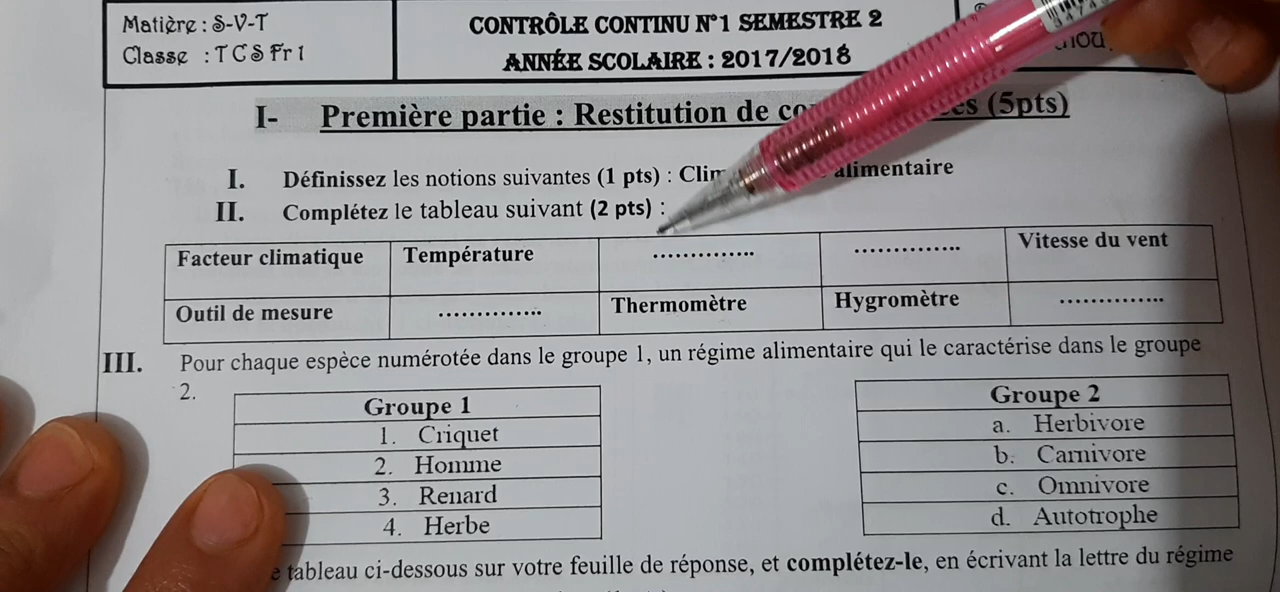 Matière : S-V-T
Classe : TCS Fr 1
CONTRÔLE CONTINU N°1 SEMESTRE 2
ANNÉE SCOLAIRE : 2017/2018
I- Première partie : Restitution de (5pts)
I. Définissez les notions suivantes (1 pts) : alimentaire
II. Complétez le tableau suivant (2 pts) :
Facteur climatique Température .............. .............. Vitesse du vent
Outil de mesure .............. Thermomètre Hygromètre ..............
III. Pour chaque espèce numérotée dans le groupe 1, un régime alimentaire qui le caractérise dans le groupe
2.
Groupe 1
1. Criquet
2. Homme
3. Renard
4. Herbe
Groupe 2
a. Herbivore
b. Carnivore
c. Omnivore
d. Autotrophe
tableau ci-dessous sur votre feuille de réponse, et complétez-le, en écrivant la lettre du régime